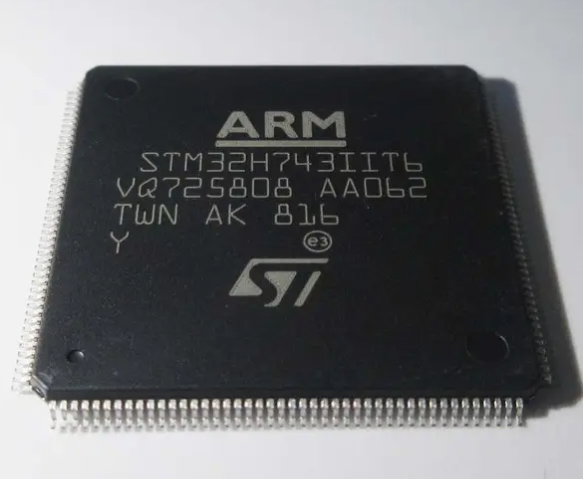 ARM
STM32H743IIT6
VQ725808 AA062
TWN AK 816
Y e3
ST